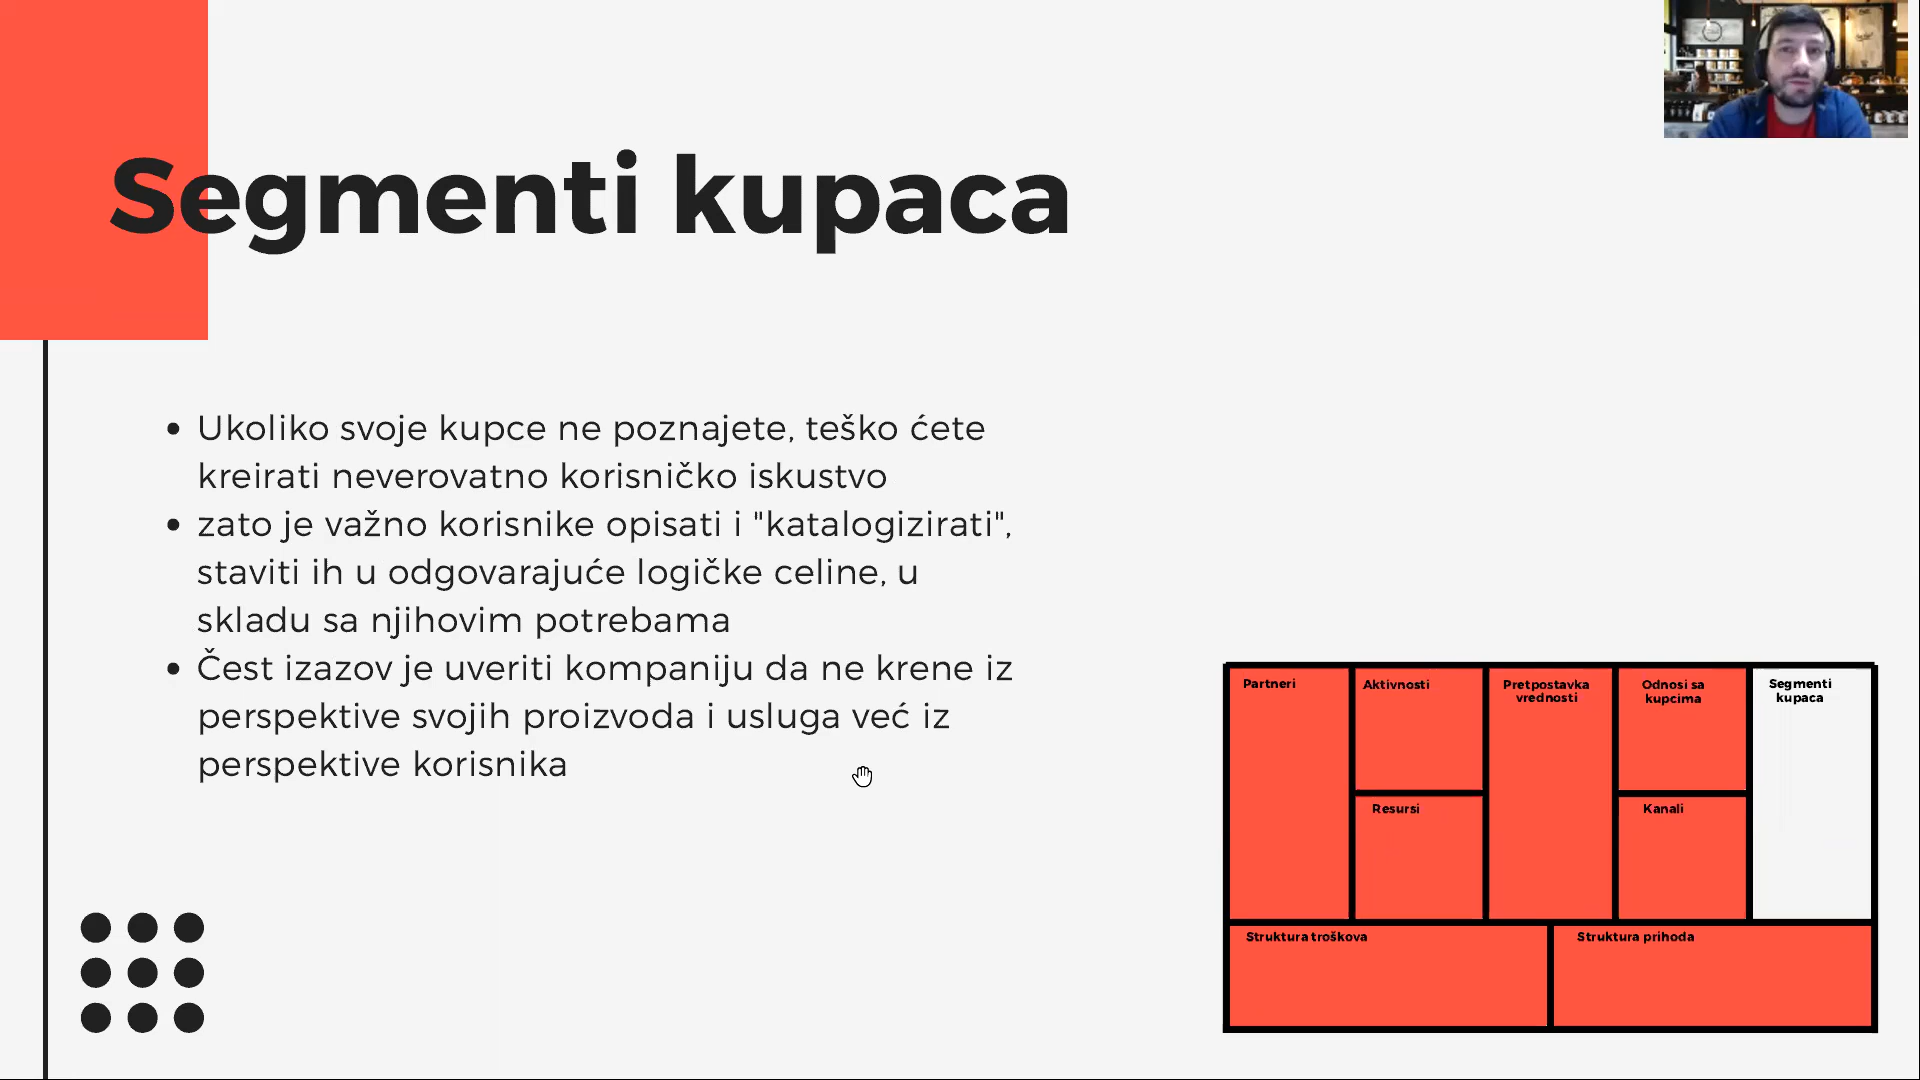 Segmenti kupaca
Ukoliko svoje kupce ne poznajete, teško ćete
kreirati neverovatno korisničko iskustvo
zato je važno korisnike opisati i "katalogizirati",
staviti ih u odgovarajuće logičke celine, u
skladu sa njihovim potrebama
Čest izazov je uveriti kompaniju da ne krene iz
perspektive svojih proizvoda i usluga već iz
perspektive korisnika
Partneri
Aktivnosti
Resursi
Pretpostavka
vrednosti
Odnosi sa
kupcima
Kanali
Segmenti
kupaca
Struktura troškova
Struktura prihoda